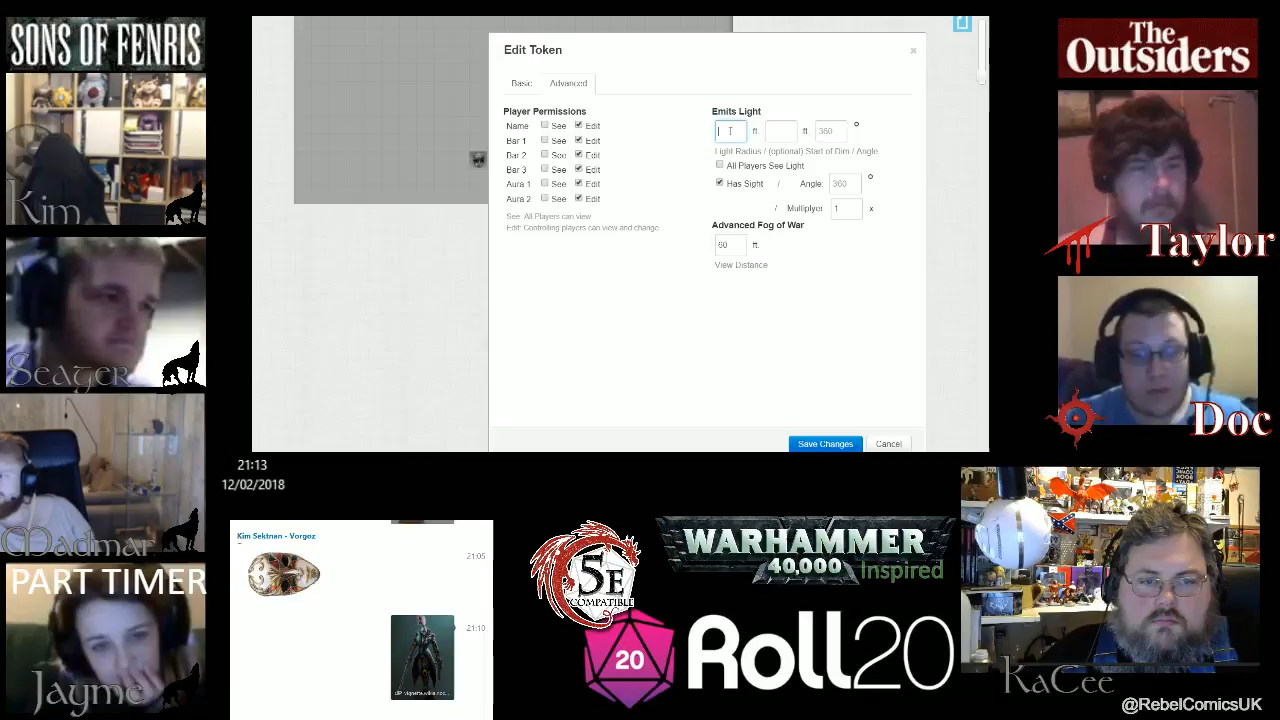 SONS OF FENRIS
Kim
Seager
Madmar
PART TIMER
Jayme
Edit Token
×
Basic
Advanced
Player Permissions
Name See Edit
Bar 1 See Edit
Bar 2 See Edit
Bar 3 See Edit
Aura 1 See Edit
Aura 2 See Edit
See: All Players can view
Edit: Controlling players can view and change
Emits Light
ft ft 360 °
Light Radius / (optional) Start of Dim / Angle
All Players See Light
Has Sight / Angle: 360 °
/ Multiplyer 1 x
Advanced Fog of War
60 ft.
View Distance
Save Changes
Cancel
21:13
12/02/2018
Kim Sektnan - Vorgoz
21:05
21:10
5E
COMPATIBLE
WARHAMMER
40,000 Inspired
20
Roll20
The
Outsiders
Taylor
Doc
KaCee
@RebelComicsUK